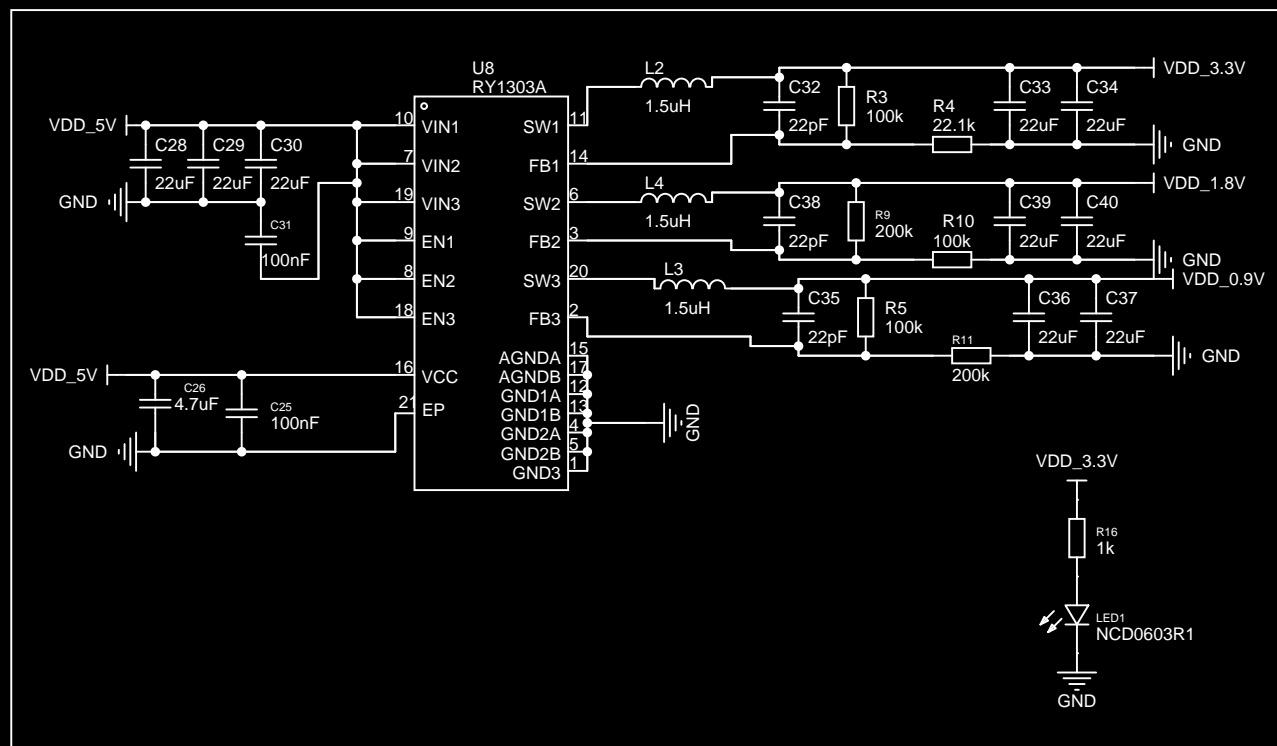 U8
RY1303A
VDD_5V
C28
22uF
C29
22uF
C30
22uF
GND
C31
100nF
10
VIN1
7
VIN2
19
VIN3
9
EN1
8
EN2
18
EN3
16
VCC
21
EP
VDD_5V
C26
4.7uF
C25
100nF
GND
SW1
11
FB1
14
SW2
6
FB2
3
SW3
20
FB3
2
AGNDA
15
AGNDB
17
GND1A
12
GND1B
13
GND2A
4
GND2B
5
GND3
1
GND
L2
1.5uH
C32
22pF
R3
100k
R4
22.1k
C33
22uF
C34
22uF
VDD_3.3V
GND
L4
1.5uH
C38
22pF
R9
200k
R10
100k
C39
22uF
C40
22uF
VDD_1.8V
GND
L3
1.5uH
C35
22pF
R5
100k
R11
200k
C36
22uF
C37
22uF
VDD_0.9V
GND
VDD_3.3V
R16
1k
LED1
NCD0603R1
GND